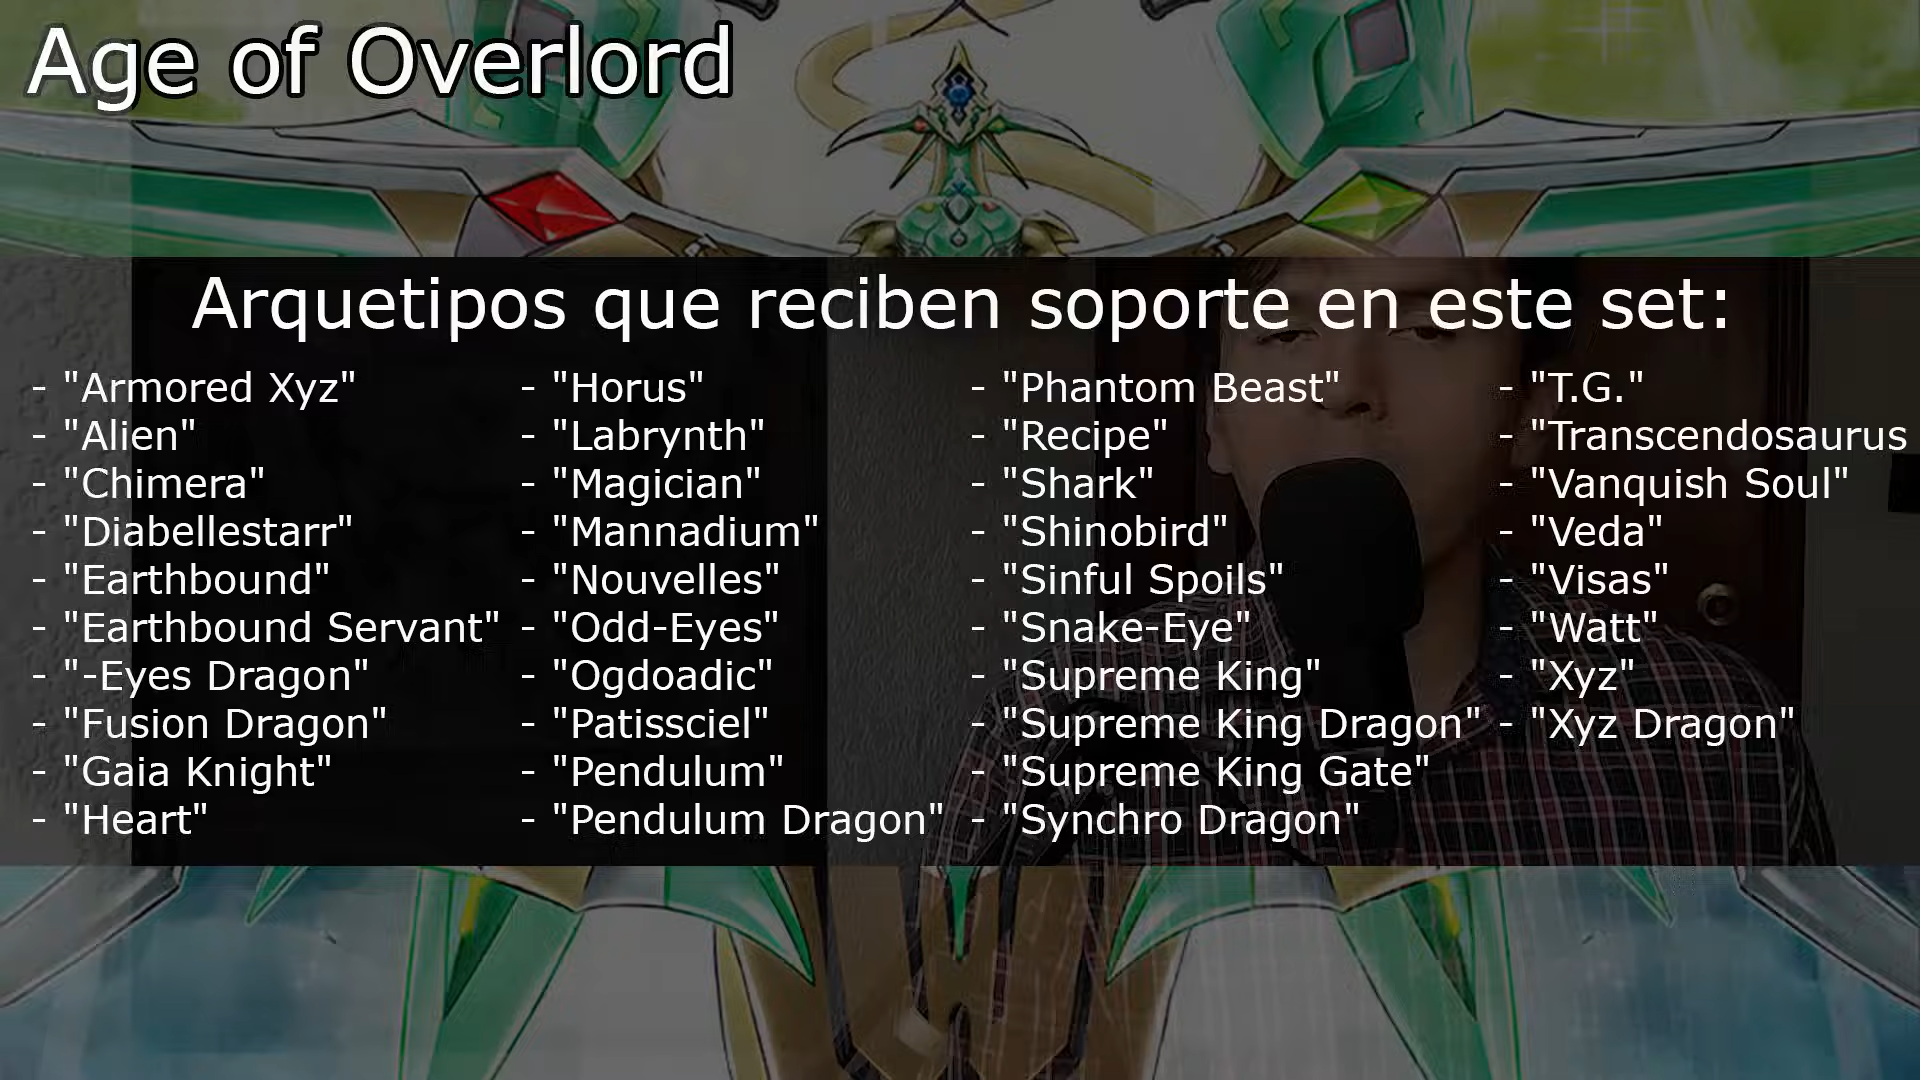 Age of Overlord
Arquetipos que reciben soporte en este set:
- "Armored Xyz"
- "Alien"
- "Chimera"
- "Diabellestarr"
- "Earthbound"
- "Earthbound Servant"
- "-Eyes Dragon"
- "Fusion Dragon"
- "Gaia Knight"
- "Heart"
- "Horus"
- "Labrynth"
- "Magician"
- "Mannadium"
- "Nouvelles"
- "Odd-Eyes"
- "Ogdoadic"
- "Patissciel"
- "Pendulum"
- "Pendulum Dragon"
- "Phantom Beast"
- "Recipe"
- "Shark"
- "Shinobird"
- "Sinful Spoils"
- "Snake-Eye"
- "Supreme King"
- "Supreme King Dragon"
- "Supreme King Gate"
- "Synchro Dragon"
- "T.G."
- "Transcendosaurus
- "Vanquish Soul"
- "Veda"
- "Visas"
- "Watt"
- "Xyz"
- "Xyz Dragon"